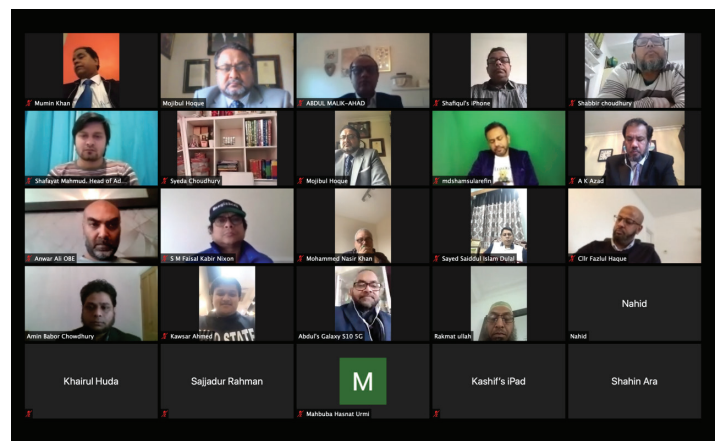 Mumin Khan
Mojibul Hoque
ABDUL MALIK-AHAD
Shafiqul's iPhone
Shabbir choudhury
Shafayat Mahmud, Head of Ad...
Syeda Choudhury
Mojibul Hoque
mdshamsularefin
A K Azad
Anwar Ali OBE
S M Faisal Kabir Nixon
Mohammed Nasir Khan
Sayed Saiddul Islam Dulal
Cllr Fazlul Haque
Amin Babor Chowdhury
STATE
Kawsar Ahmed
Abdul's Galaxy S10 5G
Rakmat ullah
Nahid
Nahid
Khairul Huda
Sajjadur Rahman
M
Mahbuba Hasnat Urmi
Kashif's iPad
Shahin Ara